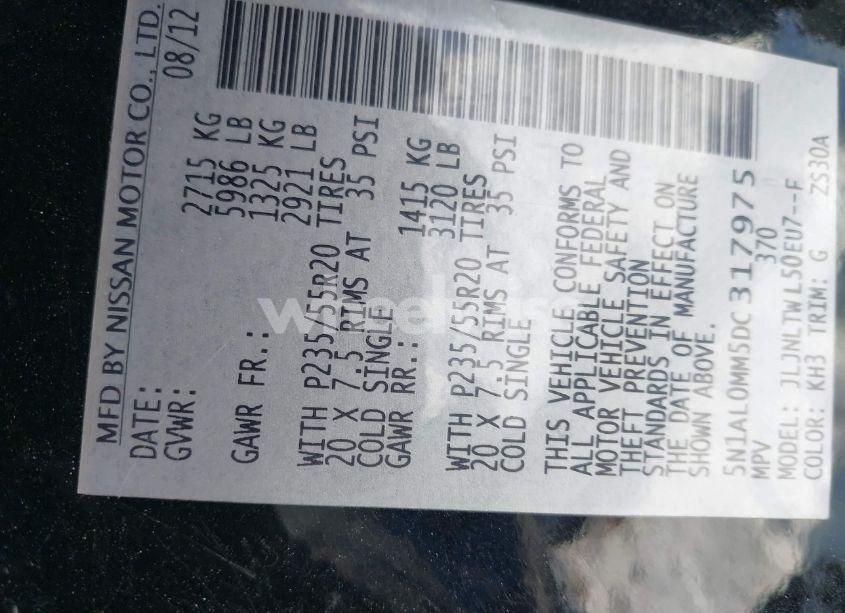 MFD BY NISSAN MOTOR CO., LTD.
DATE: 08/12
GVWR: 2715 KG
5986 LB
GAWR FR.: 1325 KG
2921 LB
WITH P235/55R20 TIRES
20 X 7.5 RIMS AT 35 PSI
COLD SINGLE
GAWR RR.: 1415 KG
3120 LB
WITH P235/55R20 TIRES
20 X 7.5 RIMS AT 35 PSI
COLD SINGLE
THIS VEHICLE CONFORMS TO
ALL APPLICABLE FEDERAL
MOTOR VEHICLE SAFETY AND
THEFT PREVENTION
STANDARDS IN EFFECT ON
THE DATE OF MANUFACTURE
SHOWN ABOVE.
5N1AL0MM5DC317975
MPV 370
MODEL: JLJNLTWL50EU7--F
COLOR: KH3 TRIM: G ZS30A